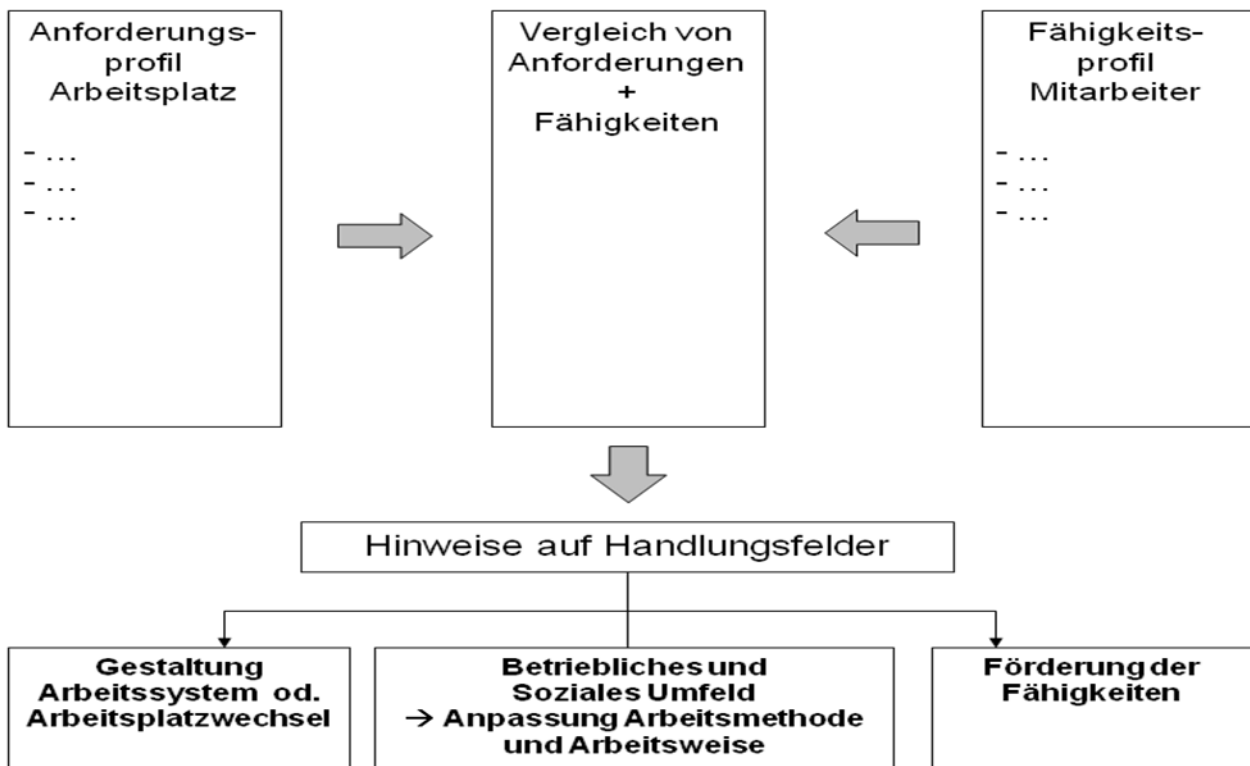 Anforderungs-
profil
Arbeitsplatz
- ...
- ...
- ...
Vergleich von
Anforderungen
+
Fähigkeiten
Fähigkeits-
profil
Mitarbeiter
- ...
- ...
- ...
Hinweise auf Handlungsfelder
Gestaltung
Arbeitssystem od.
Arbeitsplatzwechsel
Betriebliches und
Soziales Umfeld
→ Anpassung Arbeitsmethode
und Arbeitsweise
Förderung der
Fähigkeiten